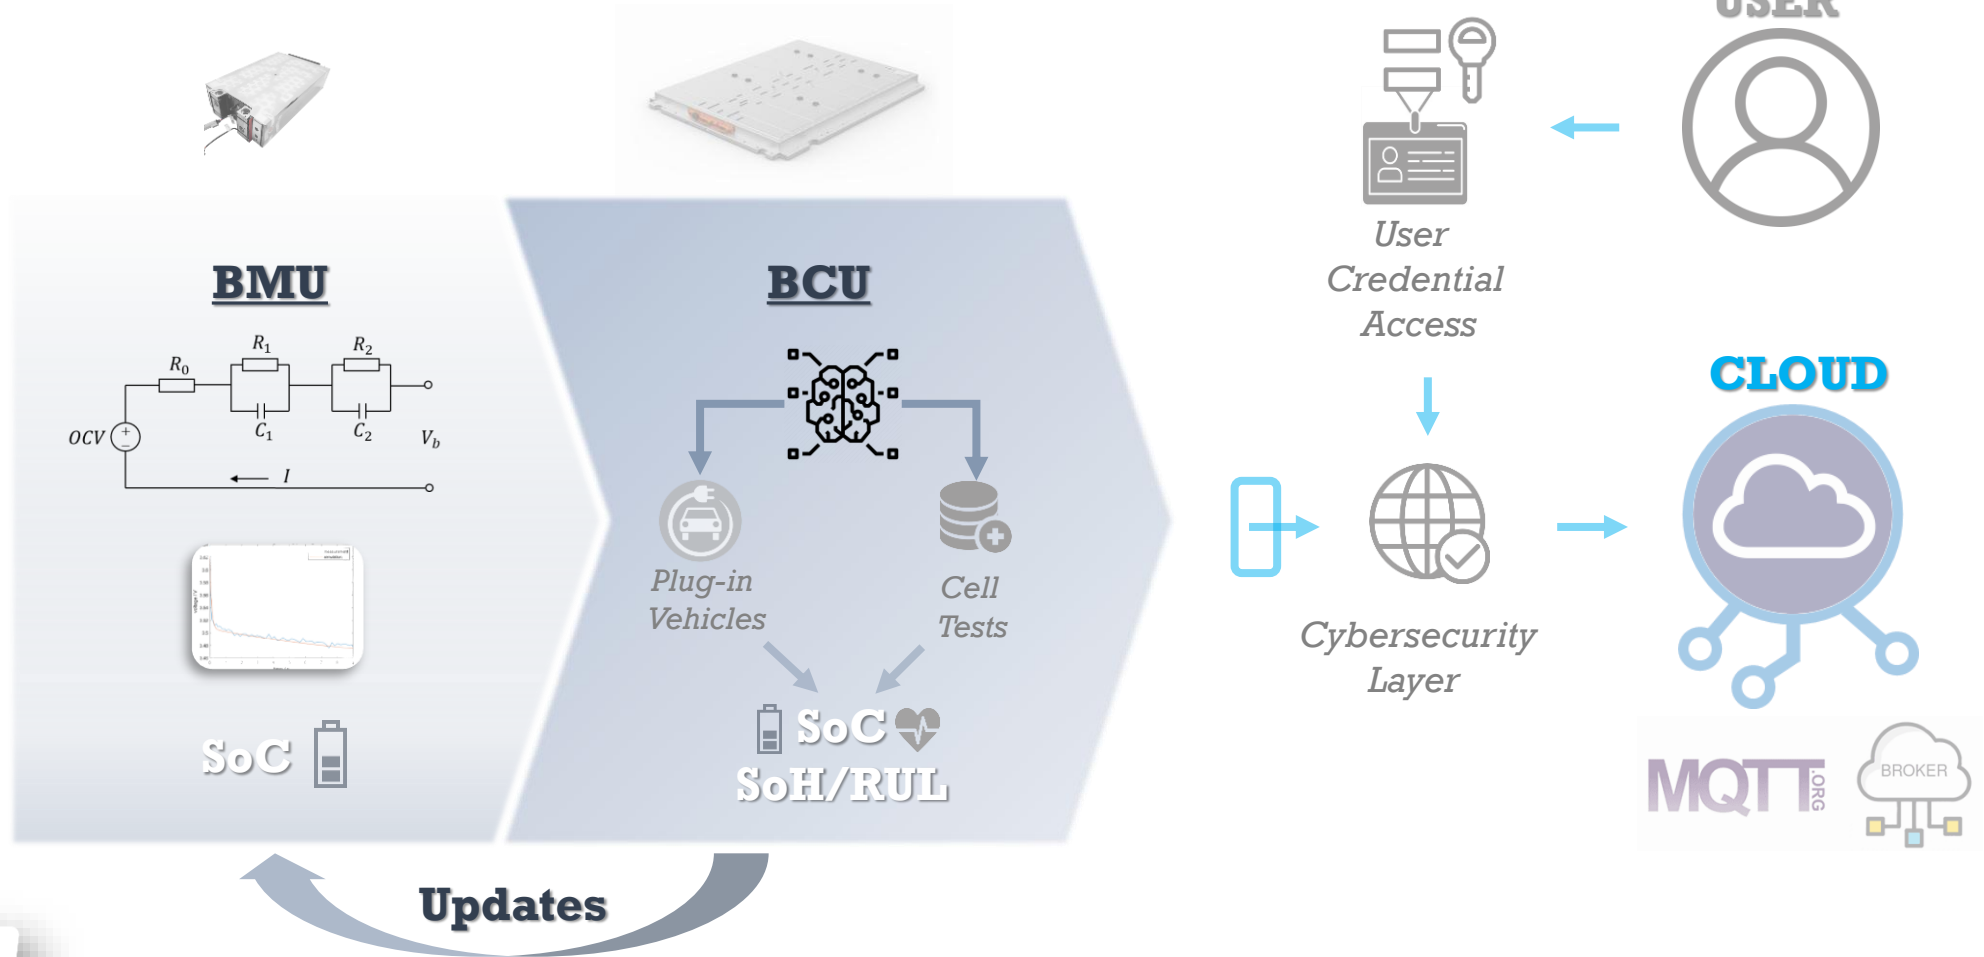 USER
BMU
R0
R1
C1
R2
C2
OCV
+
−
Vb
I
SoC
BCU
Plug-in
Vehicles
Cell
Tests
SoC
SoH/RUL
Updates
User
Credential
Access
Cybersecurity
Layer
CLOUD
MQTT
.ORG
BROKER